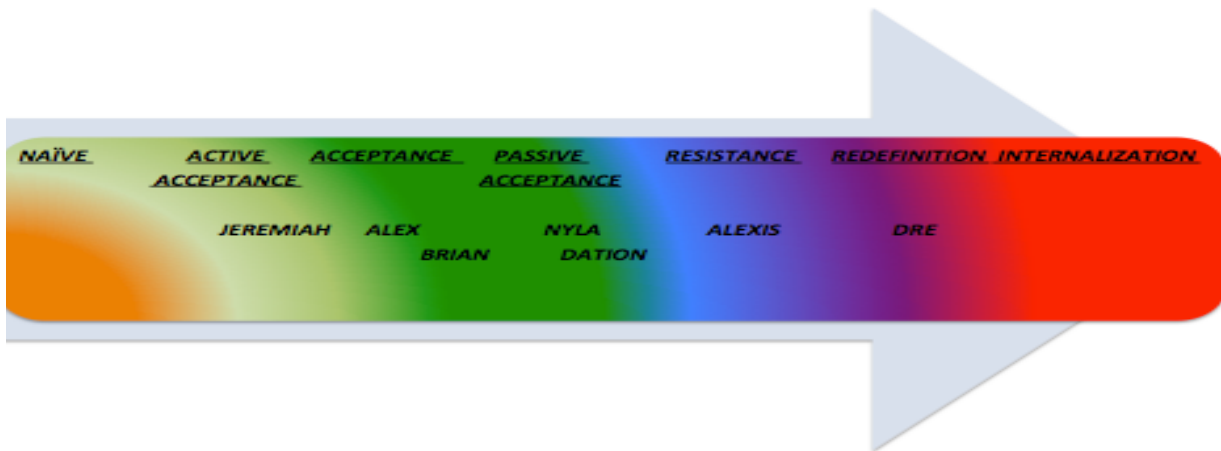 NAÏVE ACTIVE ACCEPTANCE PASSIVE RESISTANCE REDEFINITION INTERNALIZATION
ACCEPTANCE ACCEPTANCE
JEREMIAH ALEX NYLA ALEXIS DRE
BRIAN DATION